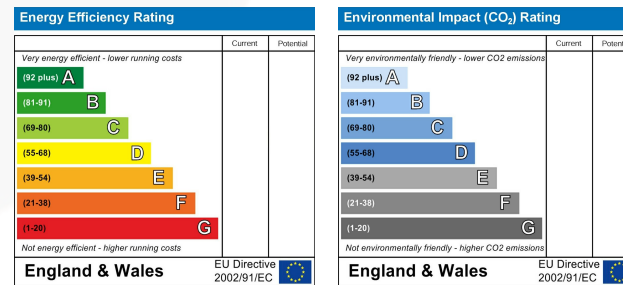 Energy Efficiency Rating
Current Potential
Very energy efficient - lower running costs
(92 plus) A
(81-91) B
(69-80) C
(55-68) D
(39-54) E
(21-38) F
(1-20) G
Not energy efficient - higher running costs
England & Wales
EU Directive
2002/91/EC
Environmental Impact (CO₂) Rating
Current Potent
Very environmentally friendly - lower CO2 emissions
(92 plus) A
(81-91) B
(69-80) C
(55-68) D
(39-54) E
(21-38) F
(1-20) G
Not environmentally friendly - higher CO2 emissions
England & Wales
EU Directive
2002/91/EC